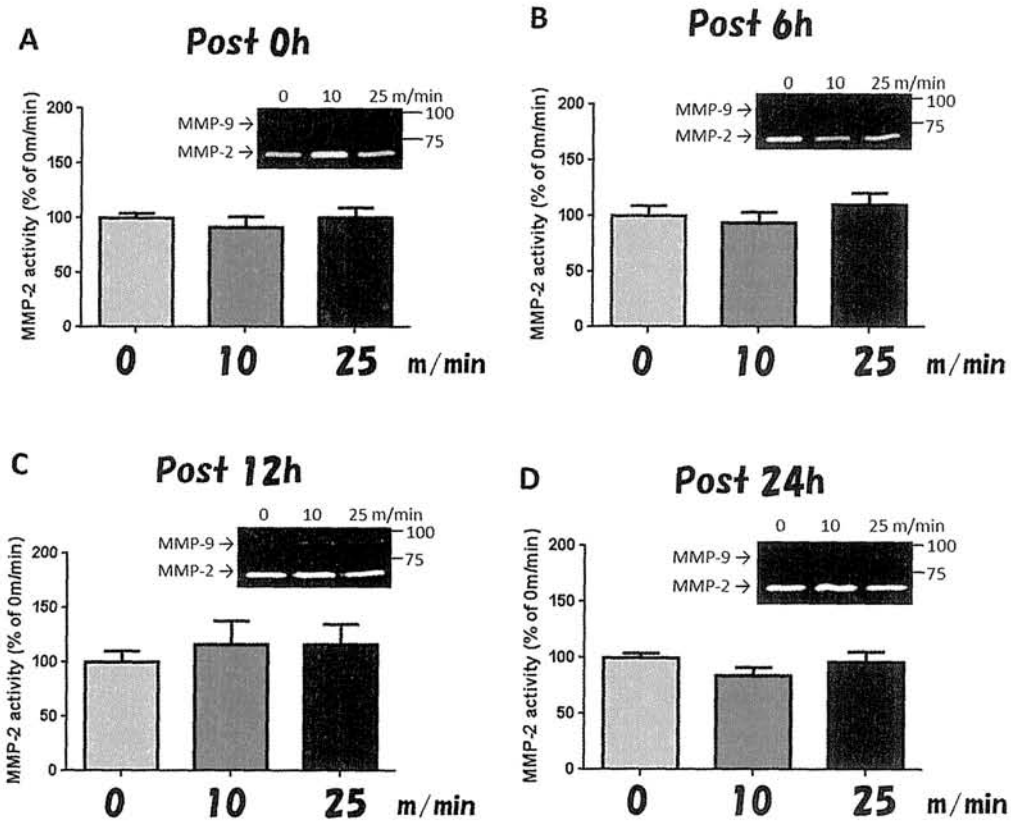 A
Post 0h
MMP-2 activity (% of 0m/min)
200
150
100
50
0
0 10 25 m/min
MMP-9 →
MMP-2 →
100
75
0 10 25 m/min
B
Post 6h
MMP-2 activity (% of 0m/min)
200
150
100
50
0
0 10 25 m/min
MMP-9 →
MMP-2 →
100
75
0 10 25 m/min
C
Post 12h
MMP-2 activity (% of 0m/min)
200
150
100
50
0
0 10 25 m/min
MMP-9 →
MMP-2 →
100
75
0 10 25 m/min
D
Post 24h
MMP-2 activity (% of 0m/min)
200
150
100
50
0
0 10 25 m/min
MMP-9 →
MMP-2 →
100
75
0 10 25 m/min